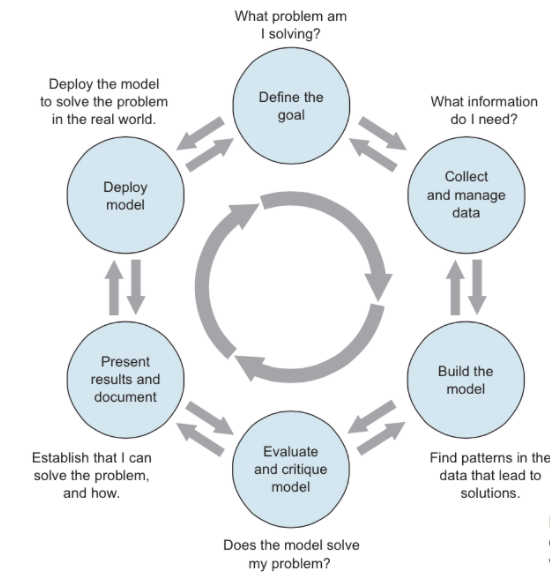 What problem am
I solving?
Define the
goal
What information
do I need?
Collect
and manage
data
Build the
model
Find patterns in the
data that lead to
solutions.
Evaluate
and critique
model
Does the model solve
my problem?
Present
results and
document
Establish that I can
solve the problem,
and how.
Deploy
model
Deploy the model
to solve the problem
in the real world.